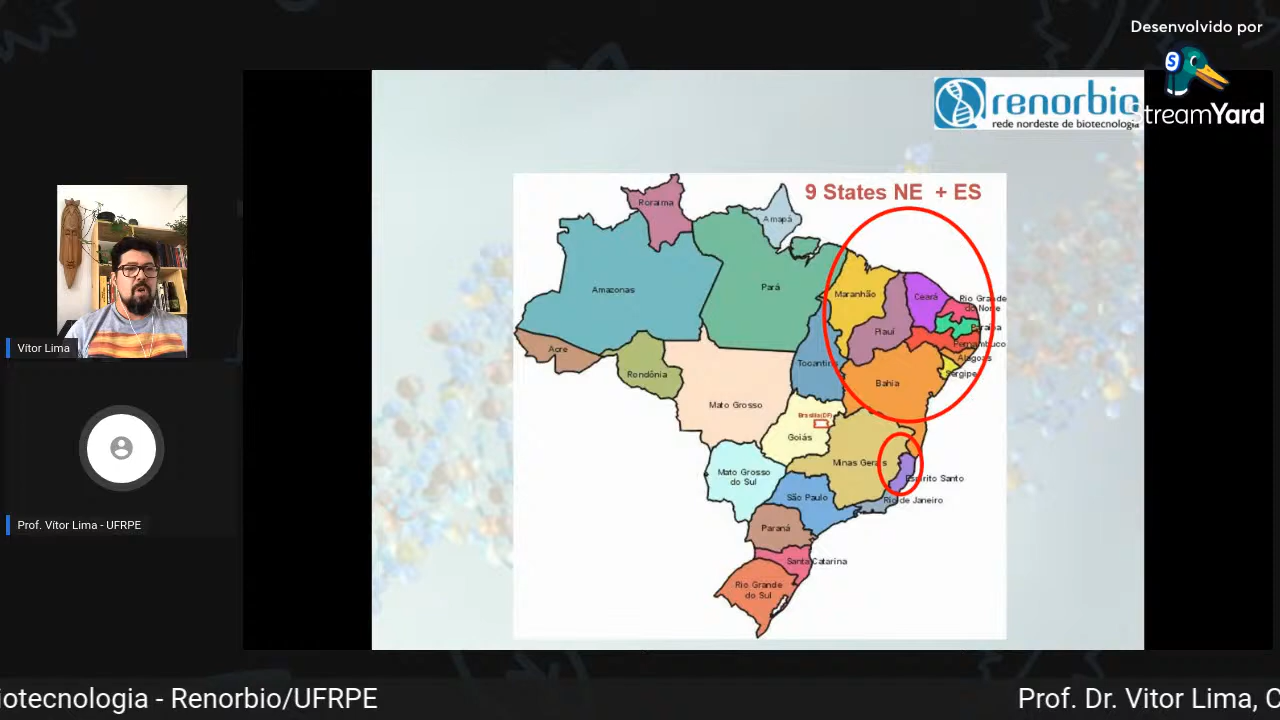 Desenvolvido por
StreamYard
renorbio
rede nordeste de biotecnologia
9 States NE + ES
Roraima
Amapá
Amazonas
Pará
Maranhão
Ceará
Rio Grande
do Norte
Paraíba
Piauí
Pernambuco
Alagoas
Sergipe
Acre
Rondônia
Tocantins
Bahia
Mato Grosso
Brasília(DF)
Goiás
Minas Gerais
Mato Grosso
do Sul
Espírito Santo
São Paulo
Rio de Janeiro
Paraná
Santa Catarina
Rio Grande
do Sul
Vítor Lima
Prof. Vítor Lima - UFRPE
iotecnologia - Renorbio/UFRPE
Prof. Dr. Vitor Lima, C